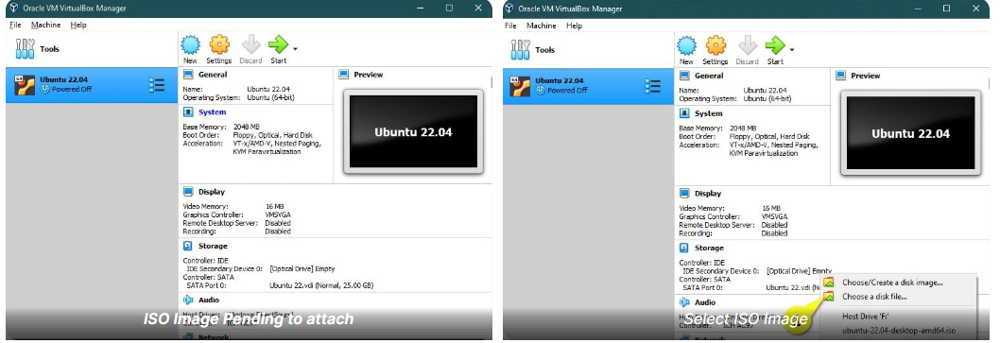 Oracle VM VirtualBox Manager
File Machine Help
Tools
New Settings Discard Start
Ubuntu 22.04
Powered Off
General
Name: Ubuntu 22.04
Operating System: Ubuntu (64-bit)
System
Base Memory: 2048 MB
Boot Order: Floppy, Optical, Hard Disk
Acceleration: VT-x/AMD-V, Nested Paging,
KVM Paravirtualization
Preview
Ubuntu 22.04
Display
Video Memory: 16 MB
Graphics Controller: VMSVGA
Remote Desktop Server: Disabled
Recording: Disabled
Storage
Controller: IDE
IDE Secondary Device 0: [Optical Drive] Empty
Controller: SATA
SATA Port 0: Ubuntu 22.vdi (Normal, 25.00 GB)
Audio
Host Driver:
ISO Image Pending to attach
Network
Oracle VM VirtualBox Manager
File Machine Help
Tools
New Settings Discard Start
Ubuntu 22.04
Powered Off
General
Name: Ubuntu 22.04
Operating System: Ubuntu (64-bit)
System
Base Memory: 2048 MB
Boot Order: Floppy, Optical, Hard Disk
Acceleration: VT-x/AMD-V, Nested Paging,
KVM Paravirtualization
Preview
Ubuntu 22.04
Display
Video Memory: 16 MB
Graphics Controller: VMSVGA
Remote Desktop Server: Disabled
Recording: Disabled
Storage
Controller: IDE
IDE Secondary Device 0: [Optical Drive] Empty
Controller: SATA
SATA Port 0: Ubuntu 22.vdi
Choose/Create a disk image...
Choose a disk file...
Host Drive 'F:'
ubuntu-22.04-desktop-amd64.iso
Audio
Select ISO Image
Network